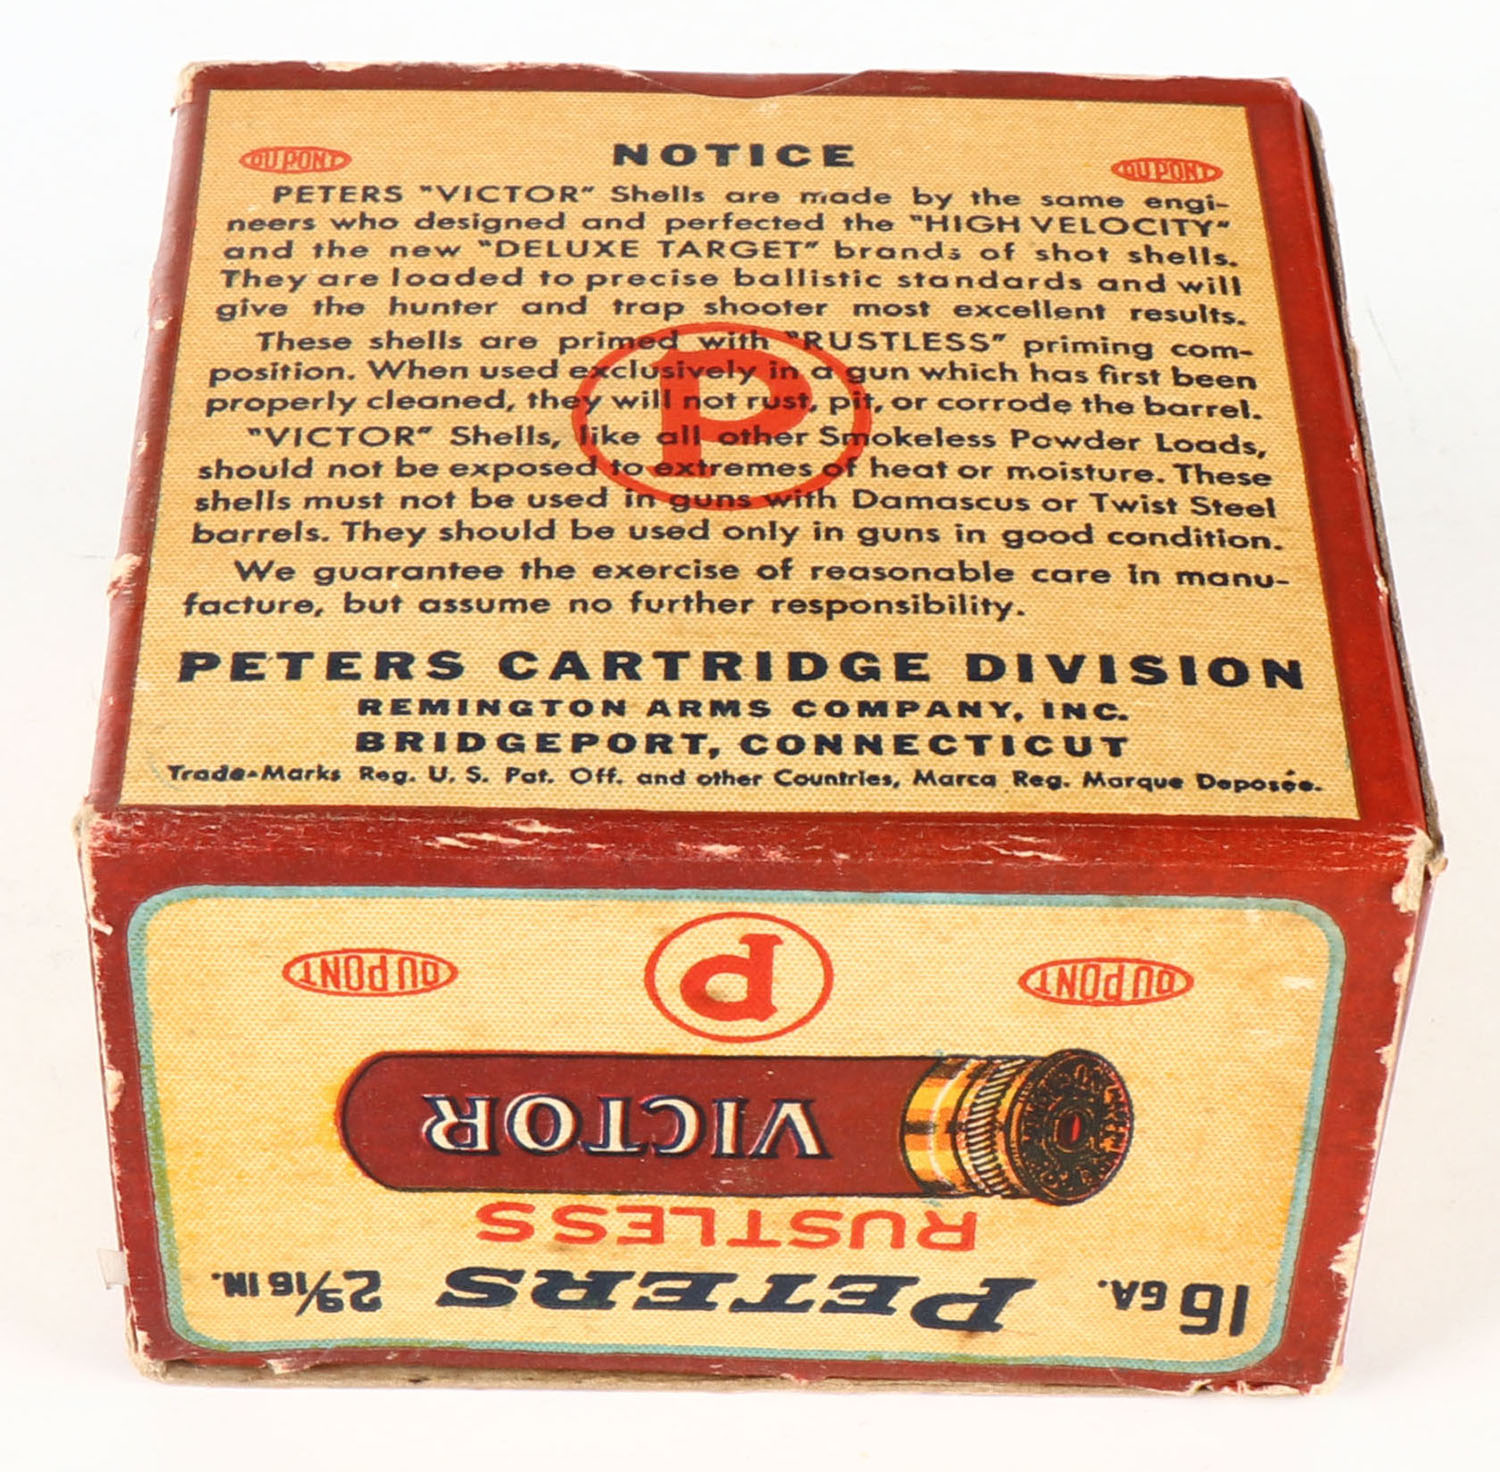 DU PONT
NOTICE
DU PONT
PETERS "VICTOR" Shells are made by the same engi-
neers who designed and perfected the "HIGH VELOCITY"
and the new "DELUXE TARGET" brands of shot shells.
They are loaded to precise ballistic standards and will
give the hunter and trap shooter most excellent results.
These shells are primed with "RUSTLESS" priming com-
position. When used exclusively in a gun which has first been
properly cleaned, they will not rust, pit, or corrode the barrel.
"VICTOR" Shells, like all other Smokeless Powder Loads,
should not be exposed to extremes of heat or moisture. These
shells must not be used in guns with Damascus or Twist Steel
barrels. They should be used only in guns in good condition.
We guarantee the exercise of reasonable care in manu-
facture, but assume no further responsibility.
P
PETERS CARTRIDGE DIVISION
REMINGTON ARMS COMPANY, INC.
BRIDGEPORT, CONNECTICUT
Trade-Marks Reg. U. S. Pat. Off. and other Countries, Marca Reg. Marque Deposée.
16 GA. PETERS 2 9/16 IN.
RUSTLESS
VICTOR
DU PONT P DU PONT